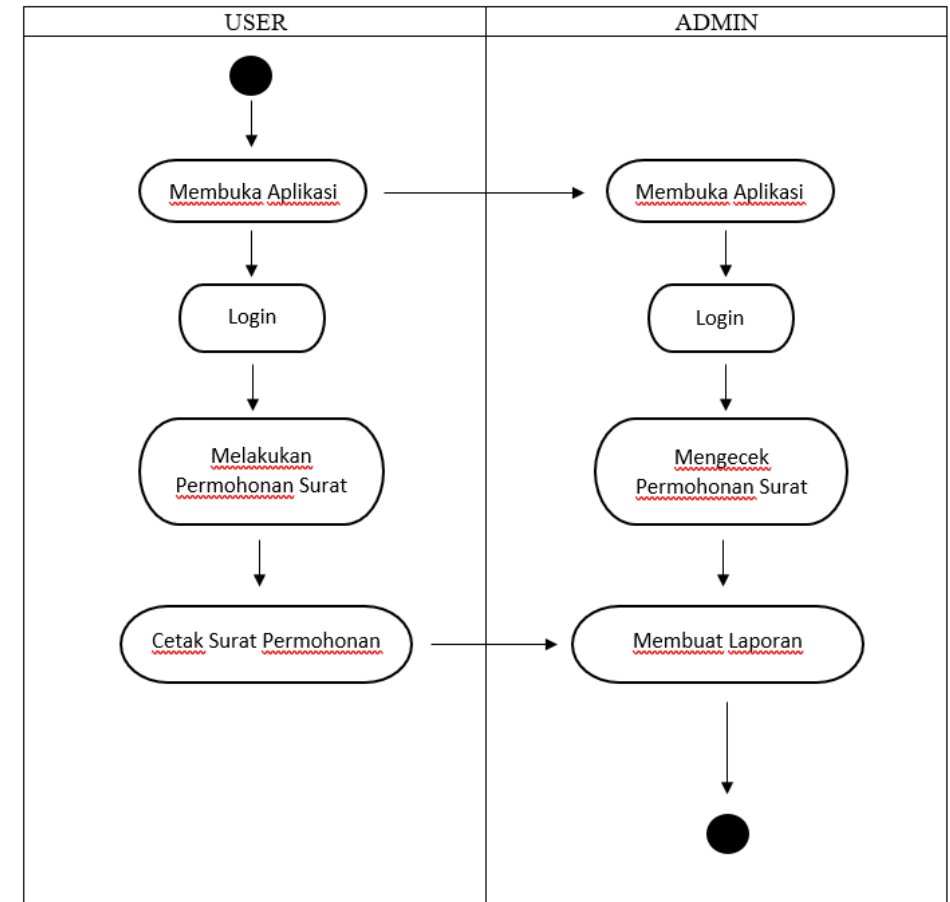 USER
ADMIN
Membuka Aplikasi
Membuka Aplikasi
Login
Login
Melakukan
Permohonan Surat
Mengecek
Permohonan Surat
Cetak Surat Permohonan
Membuat Laporan